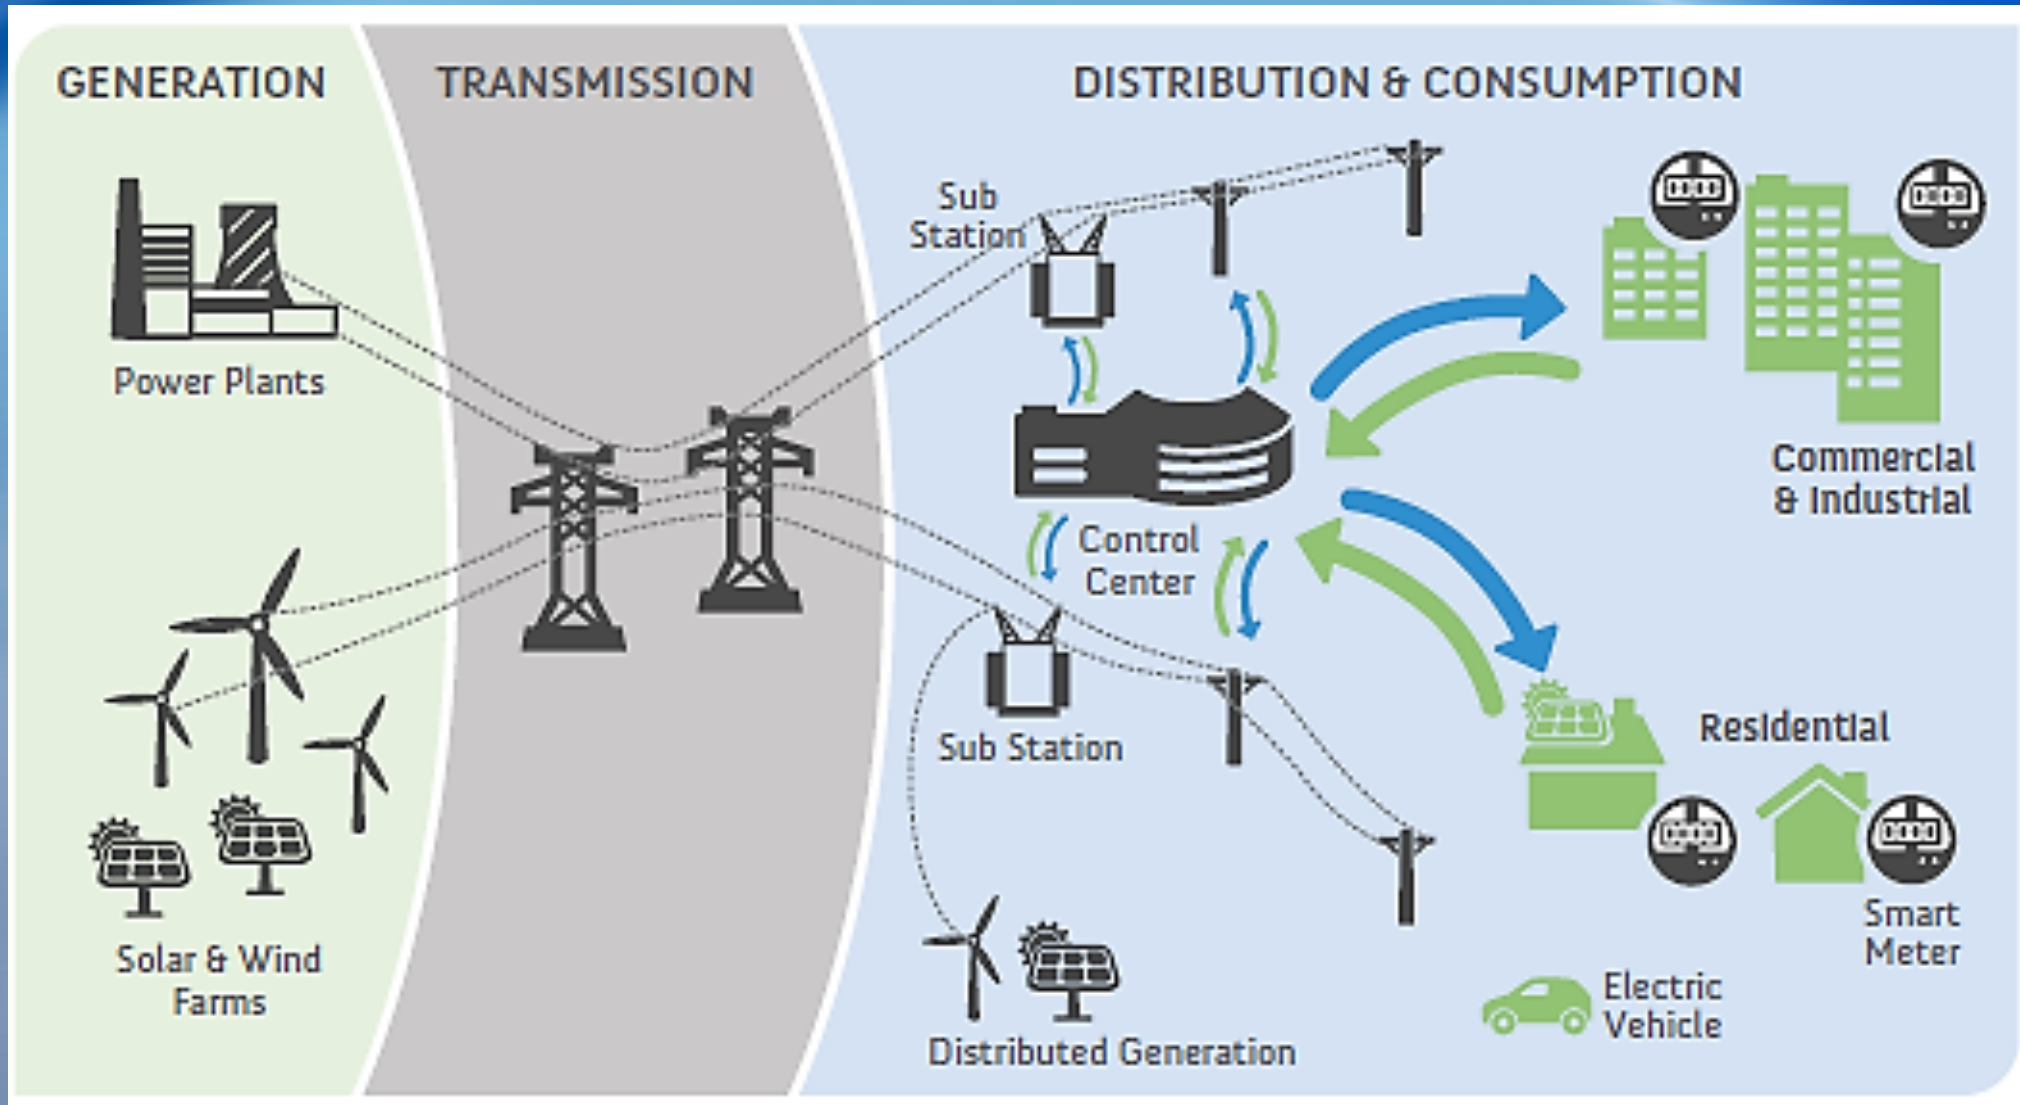 GENERATION
TRANSMISSION
DISTRIBUTION & CONSUMPTION
Power Plants
Solar & Wind
Farms
Sub
Station
Control
Center
Sub Station
Distributed Generation
Commercial
& Industrial
Residential
Smart
Meter
Electric
Vehicle